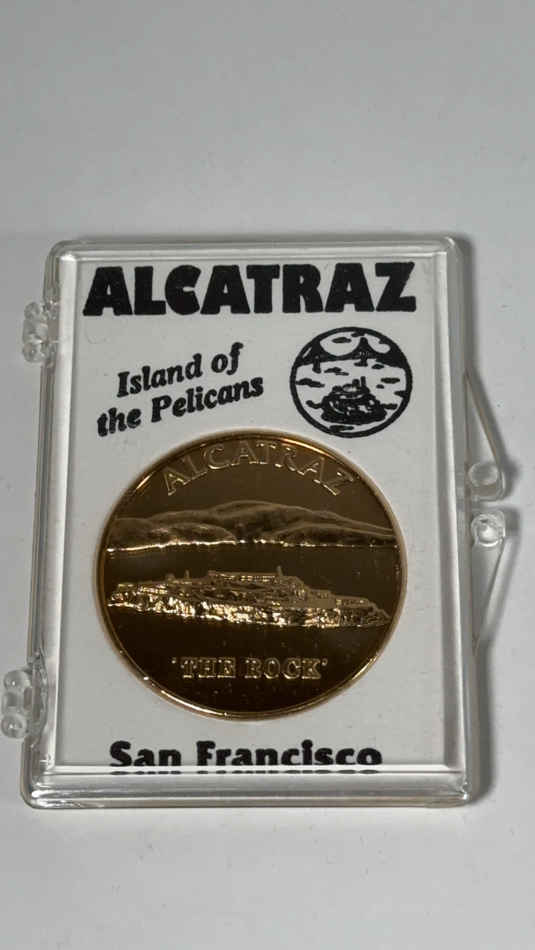 ALCATRAZ
Island of
the Pelicans
ALCATRAZ
'THE ROCK'
San Francisco